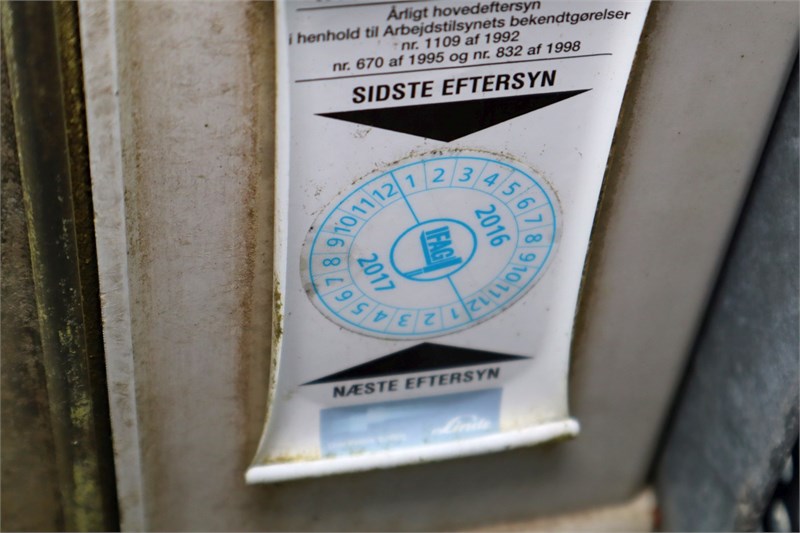 Årligt hovedeftersyn
i henhold til Arbejdstilsynets bekendtgørelser
nr. 1109 af 1992
nr. 670 af 1995 og nr. 832 af 1998
SIDSTE EFTERSYN
1 2 3 4 5 6 7 8 9 10 11 12
2016
IFAG
2017
1 2 3 4 5 6 7 8 9 10 11 12
NÆSTE EFTERSYN
Linde